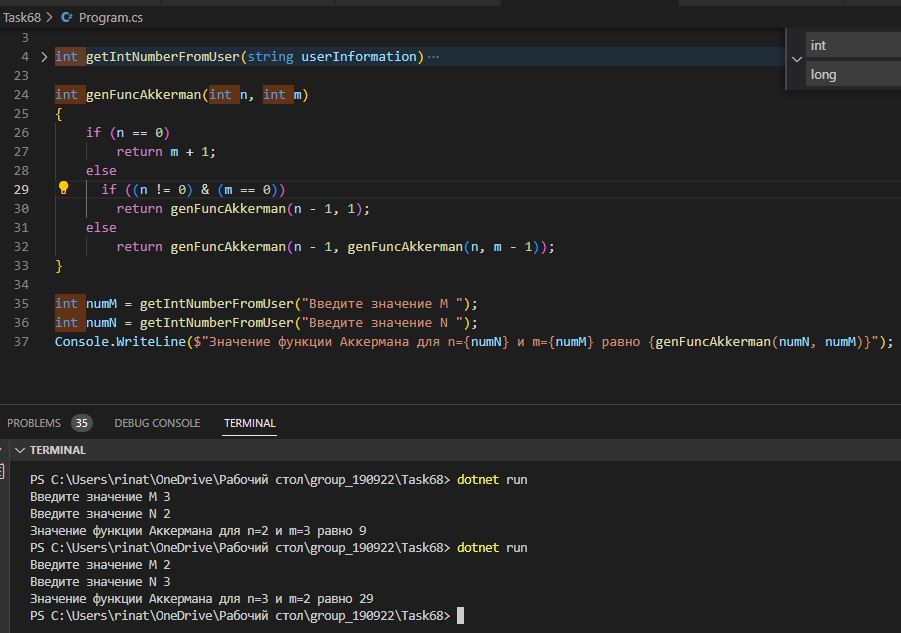 Task68 > C# Program.cs
3
4 > int getIntNumberFromUser(string userInformation) ···
int
long
23
24 int genFuncAkkerman(int n, int m)
25 {
26 if (n == 0)
27 return m + 1;
28 else
29 if ((n != 0) & (m == 0))
30 return genFuncAkkerman(n - 1, 1);
31 else
32 return genFuncAkkerman(n - 1, genFuncAkkerman(n, m - 1));
33 }
34
35 int numM = getIntNumberFromUser("Введите значение M ");
36 int numN = getIntNumberFromUser("Введите значение N ");
37 Console.WriteLine($"Значение функции Аккермана для n={numN} и m={numM} равно {genFuncAkkerman(numN, numM)}");
PROBLEMS 35 DEBUG CONSOLE TERMINAL
TERMINAL
PS C:\Users\rinat\OneDrive\Рабочий стол\group_190922\Task68> dotnet run
Введите значение M 3
Введите значение N 2
Значение функции Аккермана для n=2 и m=3 равно 9
PS C:\Users\rinat\OneDrive\Рабочий стол\group_190922\Task68> dotnet run
Введите значение M 2
Введите значение N 3
Значение функции Аккермана для n=3 и m=2 равно 29
PS C:\Users\rinat\OneDrive\Рабочий стол\group_190922\Task68>